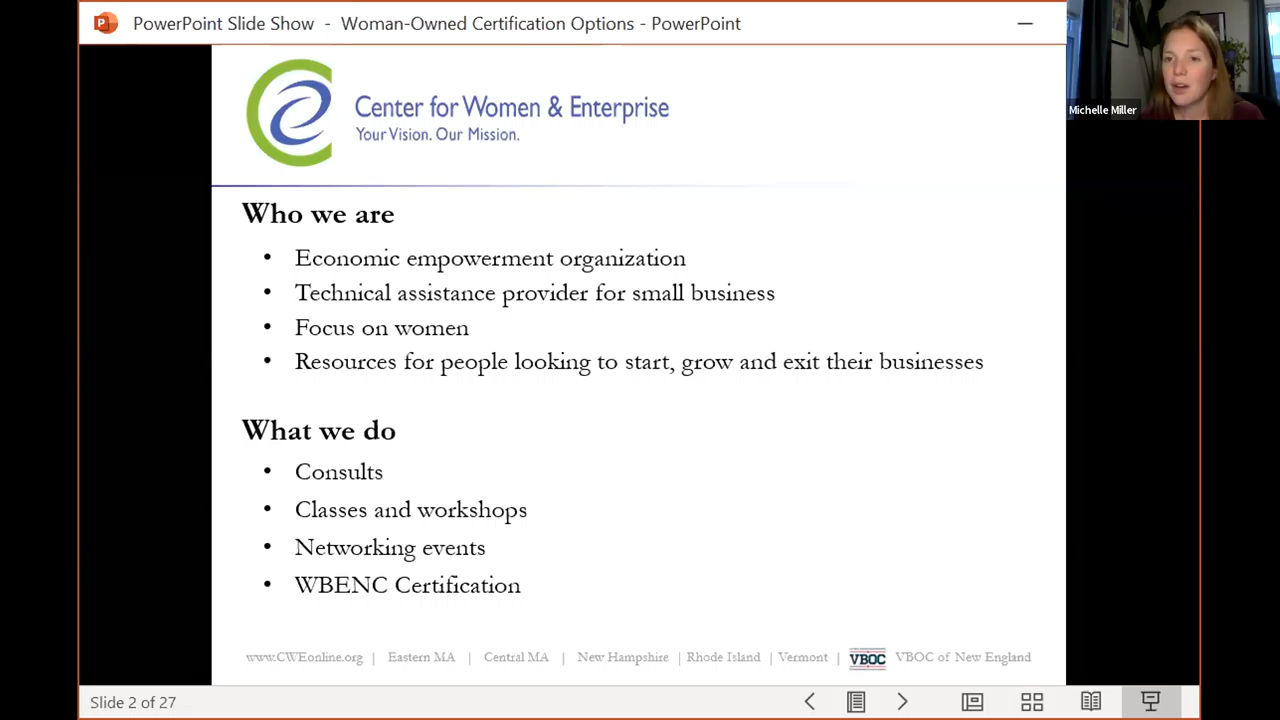 PowerPoint Slide Show - Woman-Owned Certification Options - PowerPoint
Michelle Miller
Center for Women & Enterprise
Your Vision. Our Mission.
Who we are
• Economic empowerment organization
• Technical assistance provider for small business
• Focus on women
• Resources for people looking to start, grow and exit their businesses
What we do
• Consults
• Classes and workshops
• Networking events
• WBENC Certification
www.CWEonline.org | Eastern MA | Central MA | New Hampshire | Rhode Island | Vermont | VBOC VBOC of New England
Slide 2 of 27